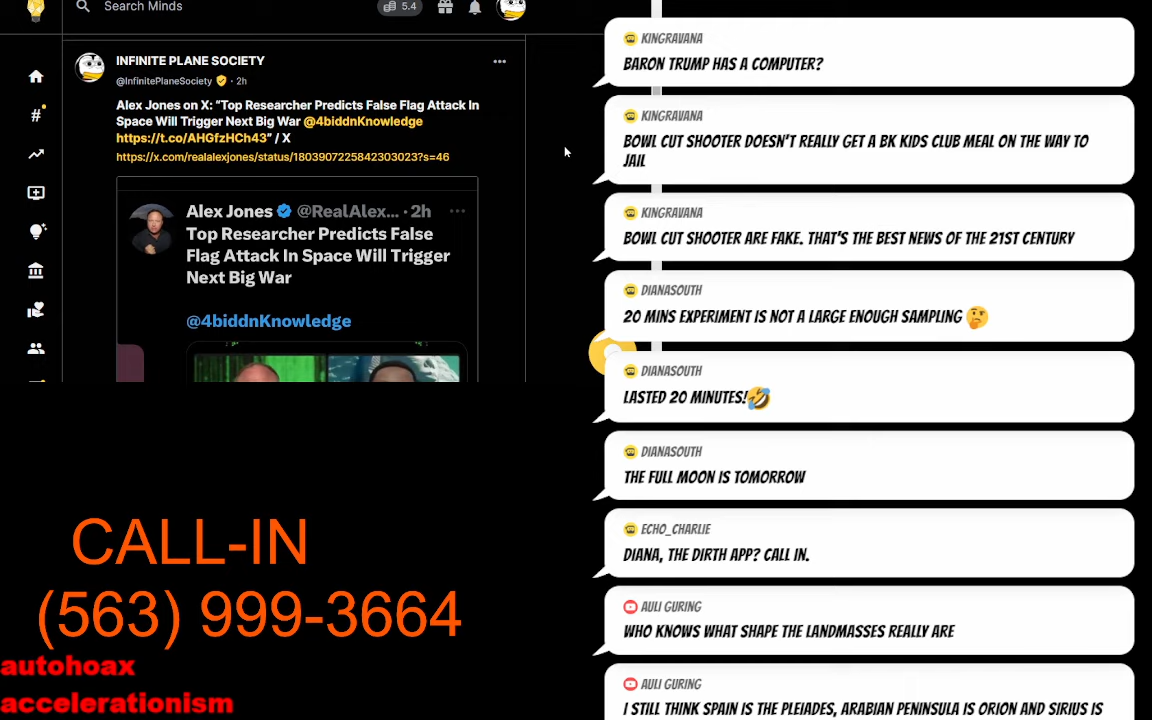 Search Minds
5.4
INFINITE PLANE SOCIETY
@InfinitePlaneSociety · 2h
Alex Jones on X: “Top Researcher Predicts False Flag Attack In
Space Will Trigger Next Big War @4biddnKnowledge
https://t.co/AHGfzHCh43” / X
https://x.com/realalexjones/status/1803907225842303023?s=46
Alex Jones @RealAlex... · 2h
Top Researcher Predicts False
Flag Attack In Space Will Trigger
Next Big War
@4biddnKnowledge
CALL-IN
(563) 999-3664
autohoax
accelerationism
KINGRAVANA
BARON TRUMP HAS A COMPUTER?
KINGRAVANA
BOWL CUT SHOOTER DOESN'T REALLY GET A BK KIDS CLUB MEAL ON THE WAY TO
JAIL
KINGRAVANA
BOWL CUT SHOOTER ARE FAKE. THAT'S THE BEST NEWS OF THE 21ST CENTURY
DIANASOUTH
20 MINS EXPERIMENT IS NOT A LARGE ENOUGH SAMPLING 🤔
DIANASOUTH
LASTED 20 MINUTES!🤣
DIANASOUTH
THE FULL MOON IS TOMORROW
ECHO_CHARLIE
DIANA, THE DIRTH APP? CALL IN.
AULI GURING
WHO KNOWS WHAT SHAPE THE LANDMASSES REALLY ARE
AULI GURING
I STILL THINK SPAIN IS THE PLEIADES, ARABIAN PENINSULA IS ORION AND SIRIUS IS